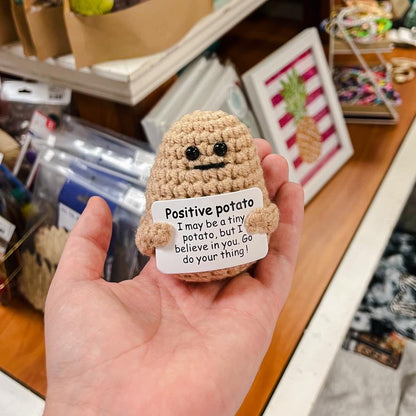 Positive potato
I may be a tiny
potato, but I
believe in you. Go
do your thing!